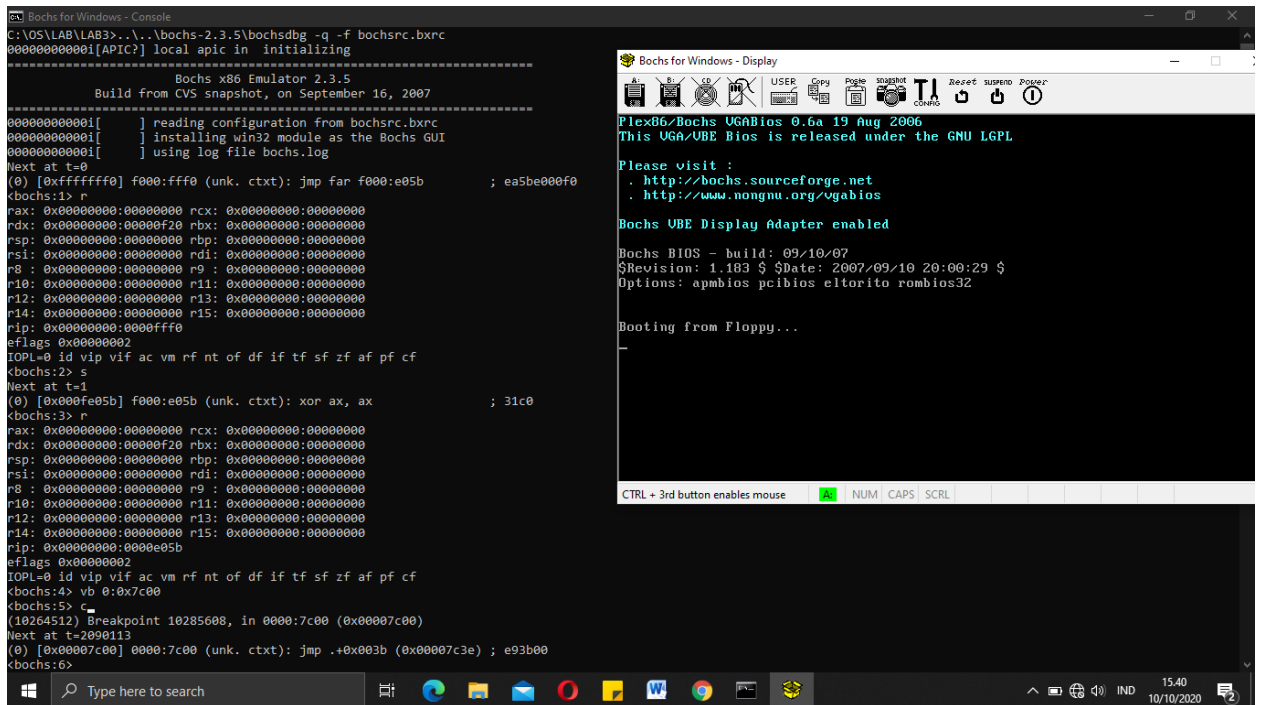 Bochs for Windows - Console
C:\OS\LAB\LAB3>..\..\bochs-2.3.5\bochsdbg -q -f bochsrc.bxrc
00000000000i[APIC?] local apic in  initializing
========================================================================
Bochs x86 Emulator 2.3.5
Build from CVS snapshot, on September 16, 2007
========================================================================
00000000000i[     ] reading configuration from bochsrc.bxrc
00000000000i[     ] installing win32 module as the Bochs GUI
00000000000i[     ] using log file bochs.log
Next at t=0
(0) [0xfffffff0] f000:fff0 (unk. ctxt): jmp far f000:e05b         ; ea5be000f0
<bochs:1> r
rax: 0x00000000:00000000 rcx: 0x00000000:00000000
rdx: 0x00000000:00000f20 rbx: 0x00000000:00000000
rsp: 0x00000000:00000000 rbp: 0x00000000:00000000
rsi: 0x00000000:00000000 rdi: 0x00000000:00000000
r8 : 0x00000000:00000000 r9 : 0x00000000:00000000
r10: 0x00000000:00000000 r11: 0x00000000:00000000
r12: 0x00000000:00000000 r13: 0x00000000:00000000
r14: 0x00000000:00000000 r15: 0x00000000:00000000
rip: 0x00000000:0000fff0
eflags 0x00000002
IOPL=0 id vip vif ac vm rf nt of df if tf sf zf af pf cf
<bochs:2> s
Next at t=1
(0) [0x000fe05b] f000:e05b (unk. ctxt): xor ax, ax                ; 31c0
<bochs:3> r
rax: 0x00000000:00000000 rcx: 0x00000000:00000000
rdx: 0x00000000:00000f20 rbx: 0x00000000:00000000
rsp: 0x00000000:00000000 rbp: 0x00000000:00000000
rsi: 0x00000000:00000000 rdi: 0x00000000:00000000
r8 : 0x00000000:00000000 r9 : 0x00000000:00000000
r10: 0x00000000:00000000 r11: 0x00000000:00000000
r12: 0x00000000:00000000 r13: 0x00000000:00000000
r14: 0x00000000:00000000 r15: 0x00000000:00000000
rip: 0x00000000:0000e05b
eflags 0x00000002
IOPL=0 id vip vif ac vm rf nt of df if tf sf zf af pf cf
<bochs:4> vb 0:0x7c00
<bochs:5> c
(10264512) Breakpoint 10285608, in 0000:7c00 (0x00007c00)
Next at t=2090113
(0) [0x00007c00] 0000:7c00 (unk. ctxt): jmp .+0x003b (0x00007c3e) ; e93b00
<bochs:6>
Bochs for Windows - Display
A: B: CD USER Copy Paste snapshot CONFIG Reset SUSPEND Power
Plex86/Bochs VGABios 0.6a 19 Aug 2006
This VGA/VBE Bios is released under the GNU LGPL
Please visit :
. http://bochs.sourceforge.net
. http://www.nongnu.org/vgabios
Bochs VBE Display Adapter enabled
Bochs BIOS - build: 09/10/07
$Revision: 1.183 $ $Date: 2007/09/10 20:00:29 $
Options: apmbios pcibios eltorito rombios32
Booting from Floppy...
CTRL + 3rd button enables mouse A: NUM CAPS SCRL
Type here to search
IND
15.40
10/10/2020
2